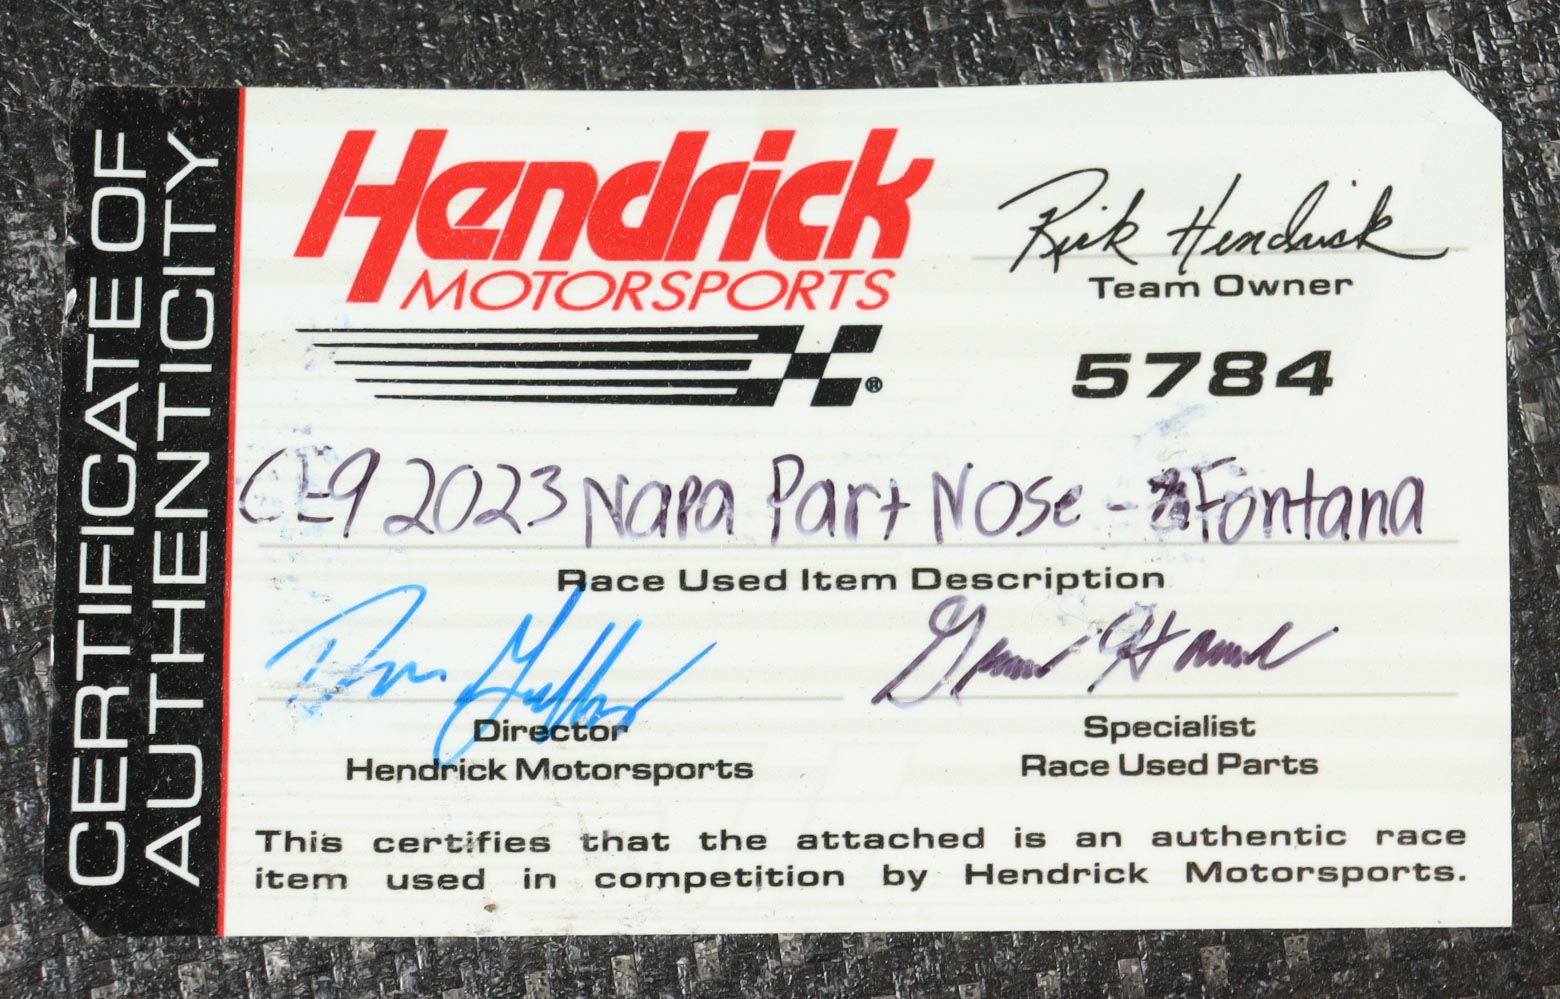 CERTIFICATE OF
AUTHENTICITY
Hendrick
MOTORSPORTS
®
Rick Hendrick
Team Owner
5784
CE9 2023 Napa Part Nose - Fontana
Race Used Item Description
Director
Hendrick Motorsports
Specialist
Race Used Parts
This certifies that the attached is an authentic race
item used in competition by Hendrick Motorsports.